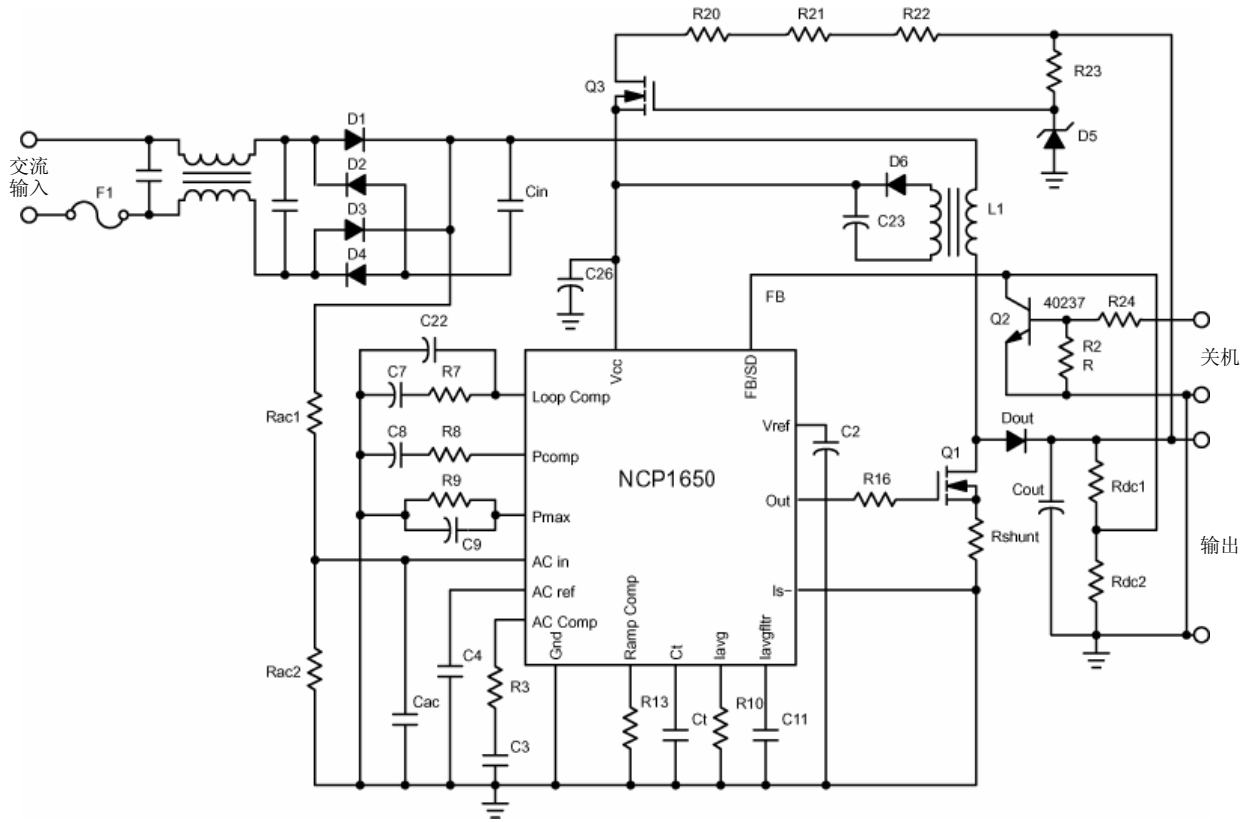 R20
R21
R22
R23
Q3
D5
D1
D2
D3
D4
D6
交流
输入
F1
Cin
C23
L1
C26
FB
40237
R24
Q2
R2
R
关机
C22
C7
R7
Loop Comp
Vcc
FB/SD
Rac1
C8
R8
Pcomp
Vref
C2
Dout
R9
C9
Pmax
NCP1650
Out
R16
Q1
Cout
Rdc1
Rshunt
输出
AC in
AC ref
AC Comp
Gnd
Ramp Comp
Ct
Iavg
Iavgfltr
Is−
Rdc2
Rac2
Cac
C4
R3
C3
R13
Ct
R10
C11